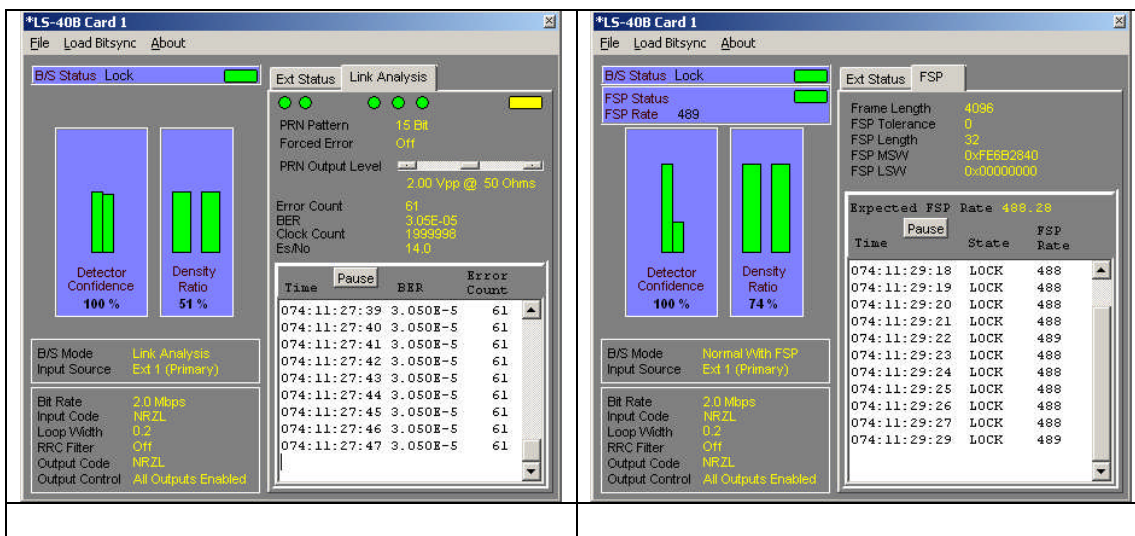 *LS-40B Card 1
File Load Bitsync About
B/S Status Lock
Detector Confidence
100 %
Density Ratio
51 %
B/S Mode Link Analysis
Input Source Ext 1 (Primary)
Bit Rate 2.0 Mbps
Input Code NRZL
Loop Width 0.2
RRC Filter Off
Output Code NRZL
Output Control All Outputs Enabled
Ext Status Link Analysis
PRN Pattern 15 Bit
Forced Error Off
PRN Output Level
2.00 Vpp @ 50 Ohms
Error Count 61
BER 3.05E-05
Clock Count 1999998
Es/No 14.0
Time Pause BER Error Count
074:11:27:39 3.050E-5 61
074:11:27:40 3.050E-5 61
074:11:27:41 3.050E-5 61
074:11:27:42 3.050E-5 61
074:11:27:43 3.050E-5 61
074:11:27:44 3.050E-5 61
074:11:27:45 3.050E-5 61
074:11:27:46 3.050E-5 61
074:11:27:47 3.050E-5 61
*LS-40B Card 1
File Load Bitsync About
B/S Status Lock
FSP Status
FSP Rate 489
Detector Confidence
100 %
Density Ratio
74 %
B/S Mode Normal With FSP
Input Source Ext 1 (Primary)
Bit Rate 2.0 Mbps
Input Code NRZL
Loop Width 0.2
RRC Filter Off
Output Code NRZL
Output Control All Outputs Enabled
Ext Status FSP
Frame Length 4096
FSP Tolerance 0
FSP Length 32
FSP MSW 0xFE6B2840
FSP LSW 0x00000000
Expected FSP Rate 488.28
Time Pause State FSP Rate
074:11:29:18 LOCK 488
074:11:29:19 LOCK 488
074:11:29:20 LOCK 488
074:11:29:21 LOCK 488
074:11:29:22 LOCK 489
074:11:29:23 LOCK 488
074:11:29:24 LOCK 488
074:11:29:25 LOCK 488
074:11:29:26 LOCK 488
074:11:29:27 LOCK 488
074:11:29:29 LOCK 489